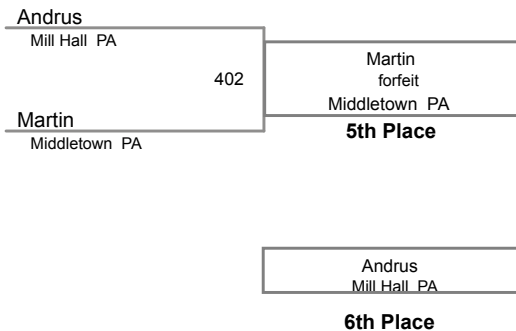 Andrus
Mill Hall PA
402
Martin
Middletown PA
Martin
forfeit
Middletown PA
5th Place
Andrus
Mill Hall PA
6th Place